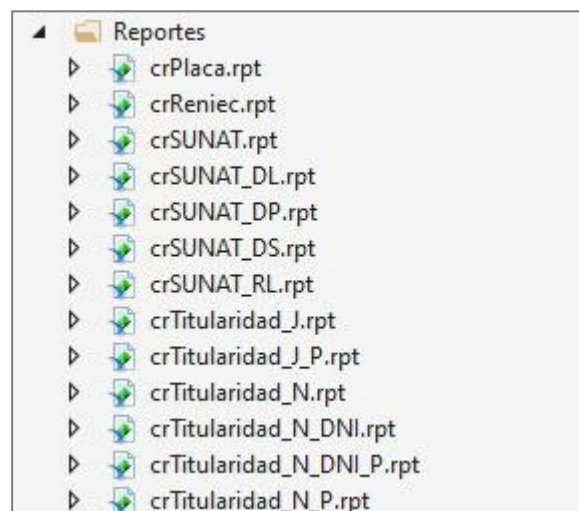 Reportes
crPlaca.rpt
crReniec.rpt
crSUNAT.rpt
crSUNAT_DL.rpt
crSUNAT_DP.rpt
crSUNAT_DS.rpt
crSUNAT_RL.rpt
crTitularidad_J.rpt
crTitularidad_J_P.rpt
crTitularidad_N.rpt
crTitularidad_N_DNI.rpt
crTitularidad_N_DNI_P.rpt
crTitularidad_N_P.rpt